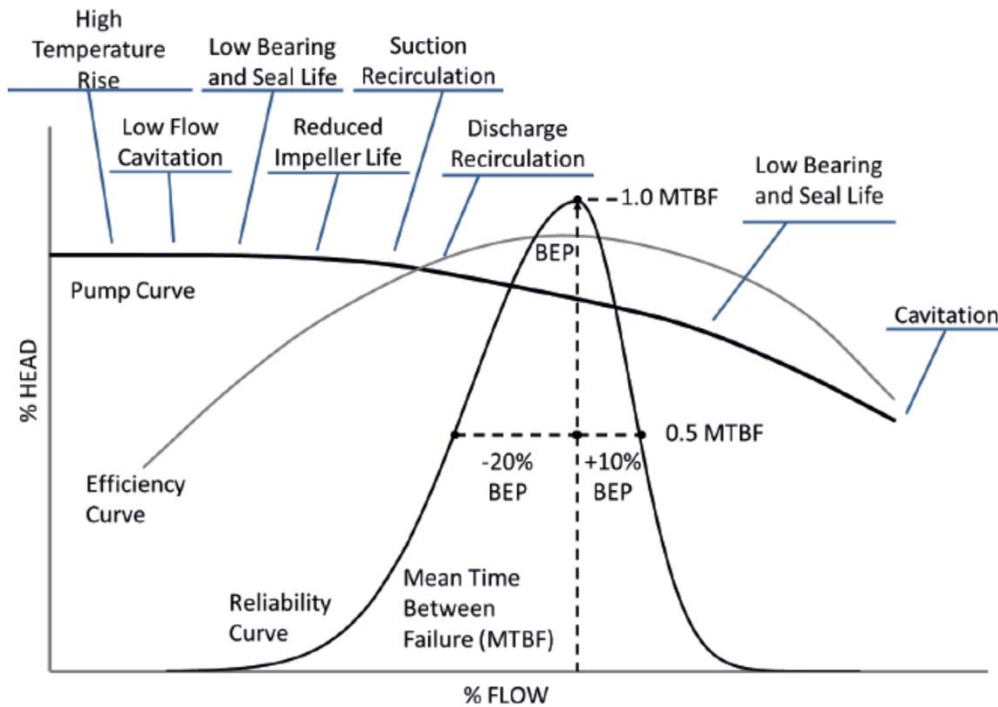 High
Temperature
Rise
Low Bearing
and Seal Life
Suction
Recirculation
Low Flow
Cavitation
Reduced
Impeller Life
Discharge
Recirculation
Low Bearing
and Seal Life
1.0 MTBF
BEP
Pump Curve
Cavitation
% HEAD
0.5 MTBF
-20%
BEP
+10%
BEP
Efficiency
Curve
Reliability
Curve
Mean Time
Between
Failure (MTBF)
% FLOW